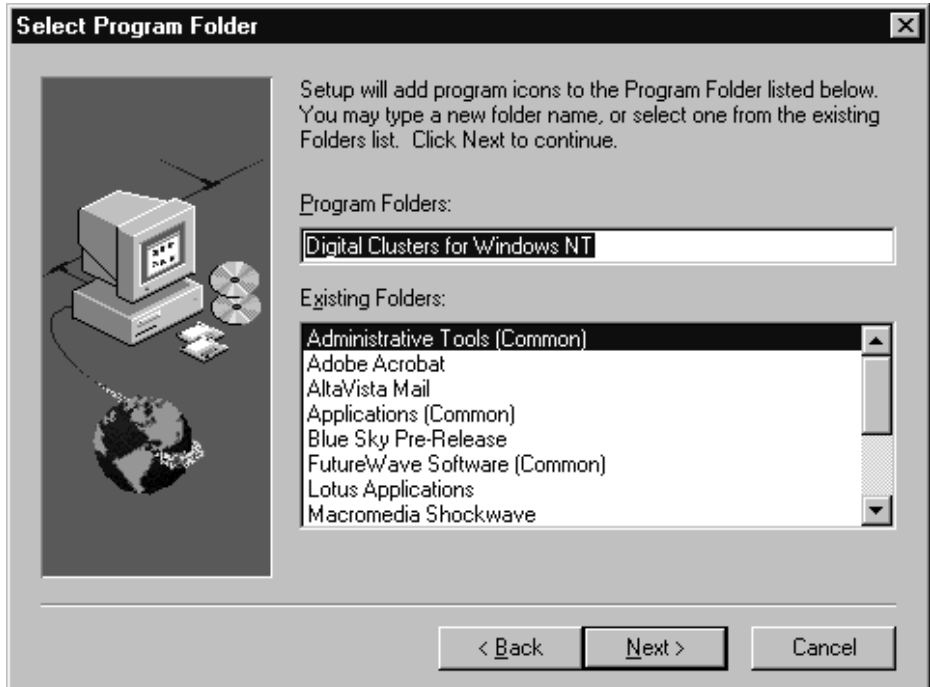 Select Program Folder
Setup will add program icons to the Program Folder listed below.
You may type a new folder name, or select one from the existing
Folders list.  Click Next to continue.
Program Folders:
Digital Clusters for Windows NT
Existing Folders:
Administrative Tools (Common)
Adobe Acrobat
AltaVista Mail
Applications (Common)
Blue Sky Pre-Release
FutureWave Software (Common)
Lotus Applications
Macromedia Shockwave
< Back
Next >
Cancel